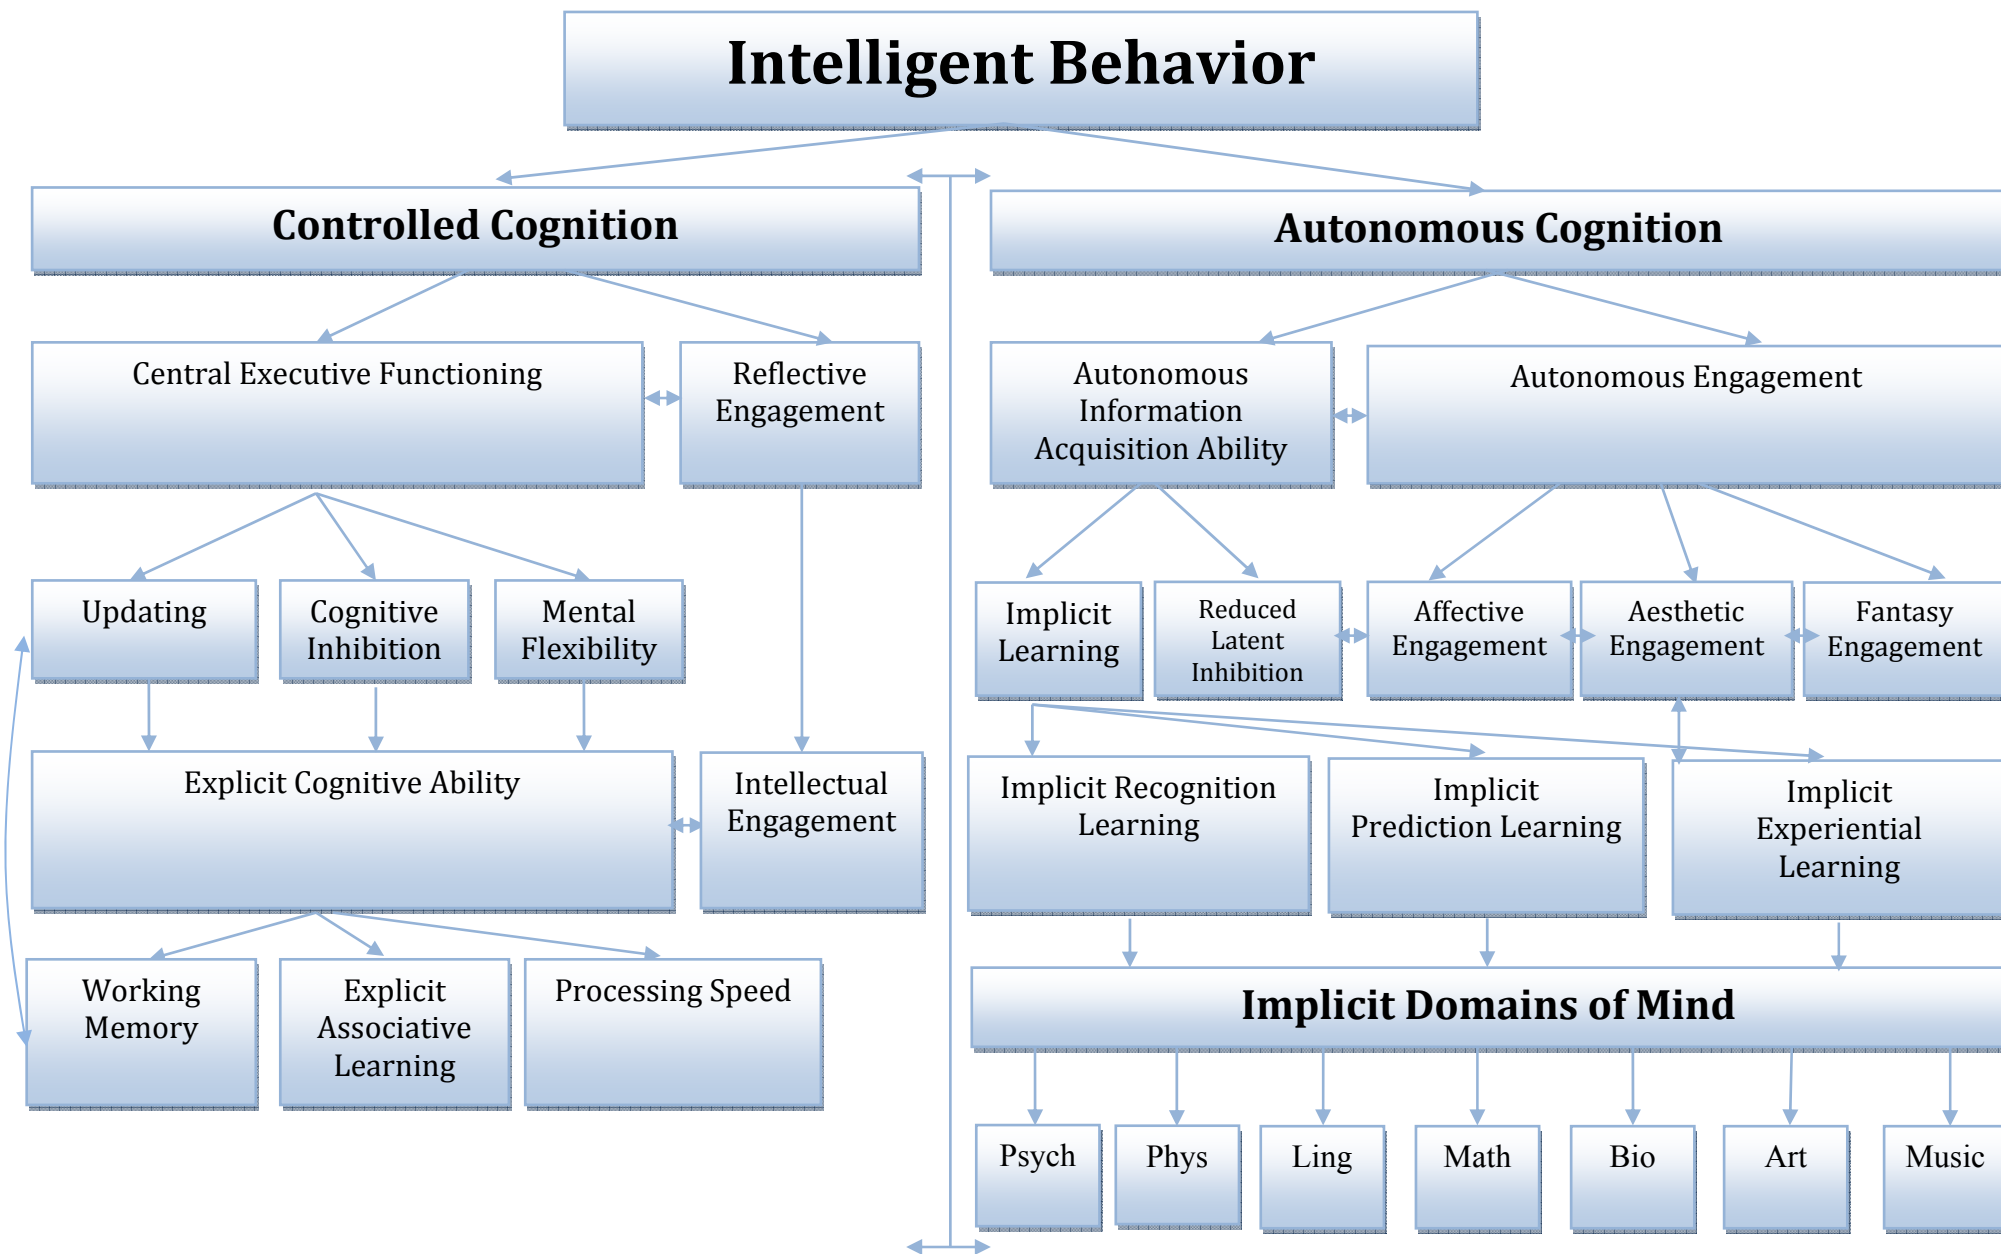 Intelligent Behavior
Controlled Cognition
Autonomous Cognition
Central Executive Functioning
Reflective
Engagement
Autonomous
Information
Acquisition Ability
Autonomous Engagement
Updating
Cognitive
Inhibition
Mental
Flexibility
Implicit
Learning
Reduced
Latent
Inhibition
Affective
Engagement
Aesthetic
Engagement
Fantasy
Engagement
Explicit Cognitive Ability
Intellectual
Engagement
Implicit Recognition
Learning
Implicit
Prediction Learning
Implicit
Experiential
Learning
Working
Memory
Explicit
Associative
Learning
Processing Speed
Implicit Domains of Mind
Psych
Phys
Ling
Math
Bio
Art
Music